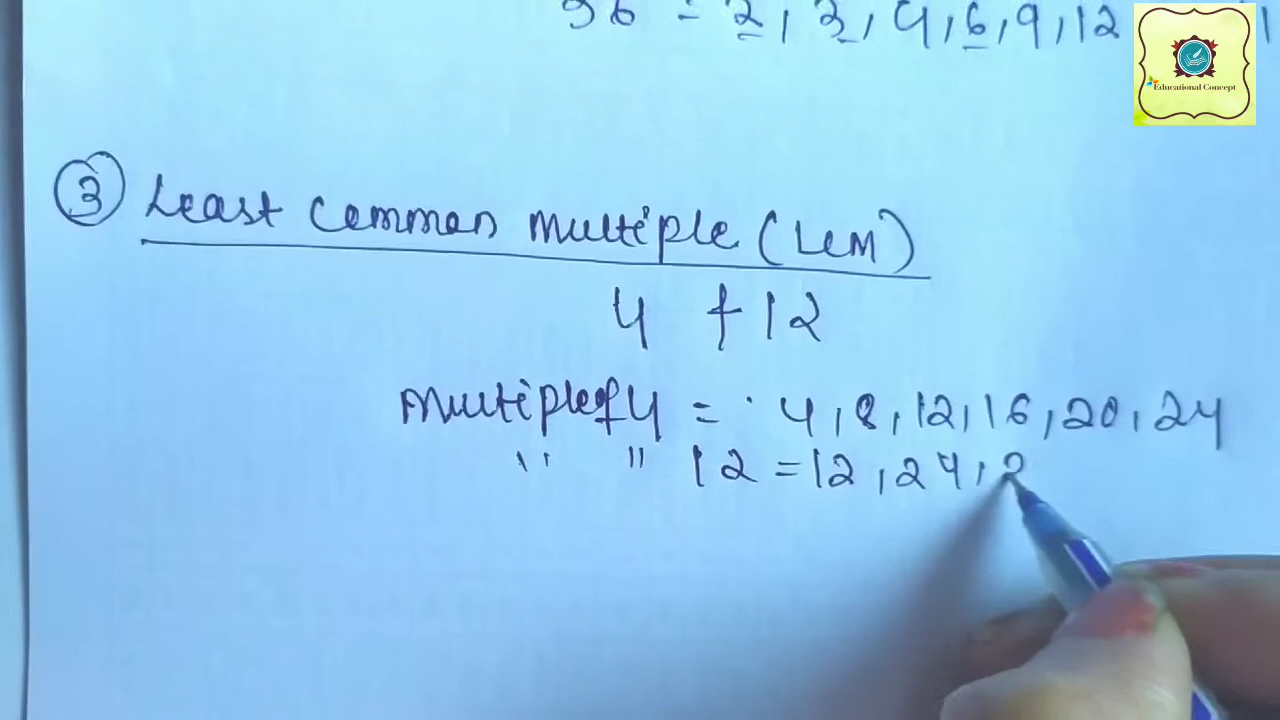 36 = 2, 3, 4, 6, 9, 12
Educational Concept
③ Least Common Multiple (LCM)
4 & 12
Multiple of 4 = 4, 8, 12, 16, 20, 24
" " 12 = 12, 24,